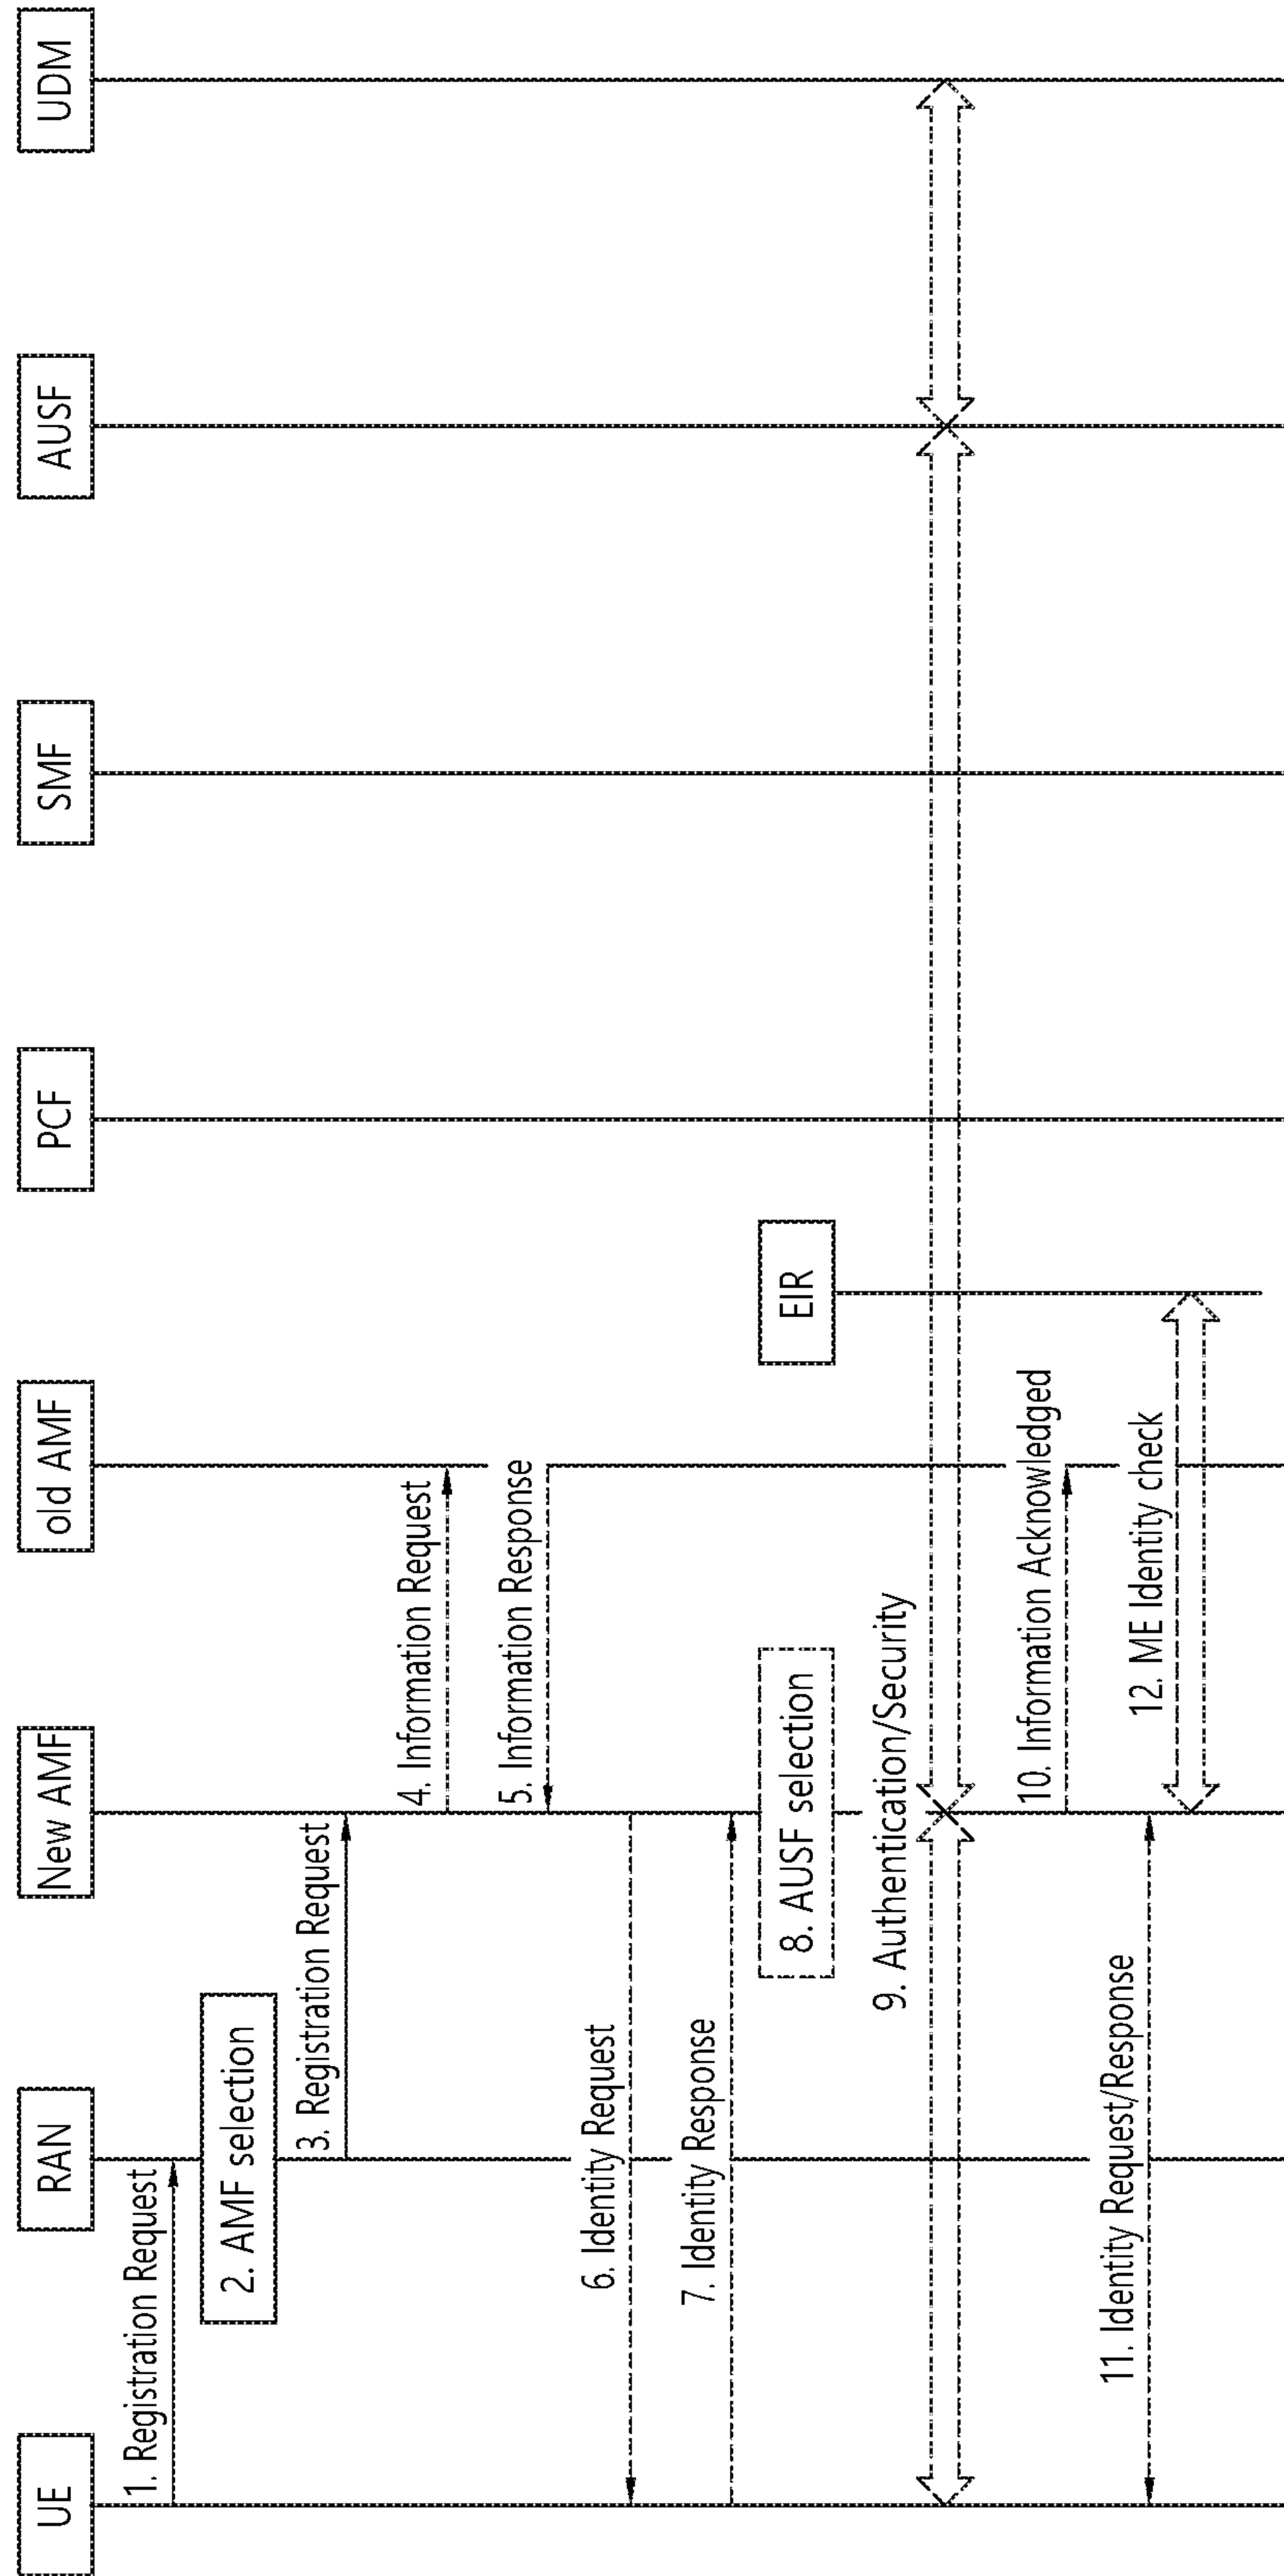 UE
RAN
New AMF
old AMF
PCF
SMF
AUSF
UDM
1. Registration Request
2. AMF selection
3. Registration Request
4. Information Request
5. Information Response
6. Identity Request
7. Identity Response
8. AUSF selection
EIR
9. Authentication/Security
10. Information Acknowledged
11. Identity Request/Response
12. ME Identity check